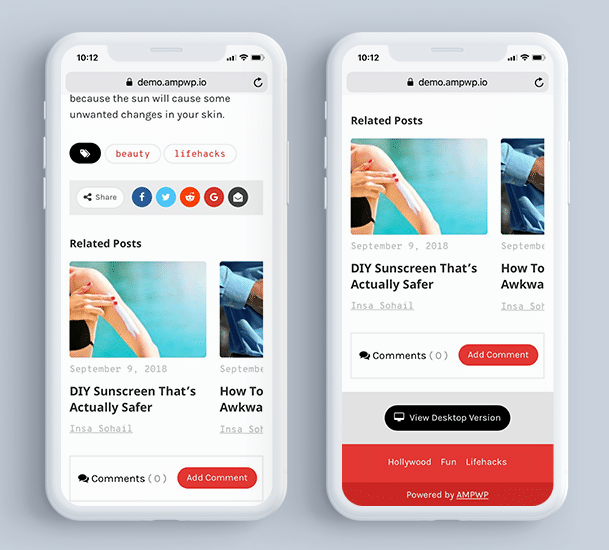 10:12
demo.ampwp.io
because the sun will cause some
unwanted changes in your skin.
beauty
lifehacks
Share
Related Posts
September 9, 2018
DIY Sunscreen That's
Actually Safer
Insa Sohail
How To
Awkwa
Insa Soh
Comments (0)
Add Comment
10:12
demo.ampwp.io
Related Posts
September 9, 2018
DIY Sunscreen That's
Actually Safer
Insa Sohail
Septembe
How To
Awkwa
Insa Soh
Comments (0)
Add Comment
View Desktop Version
Hollywood Fun Lifehacks
Powered by AMPWP